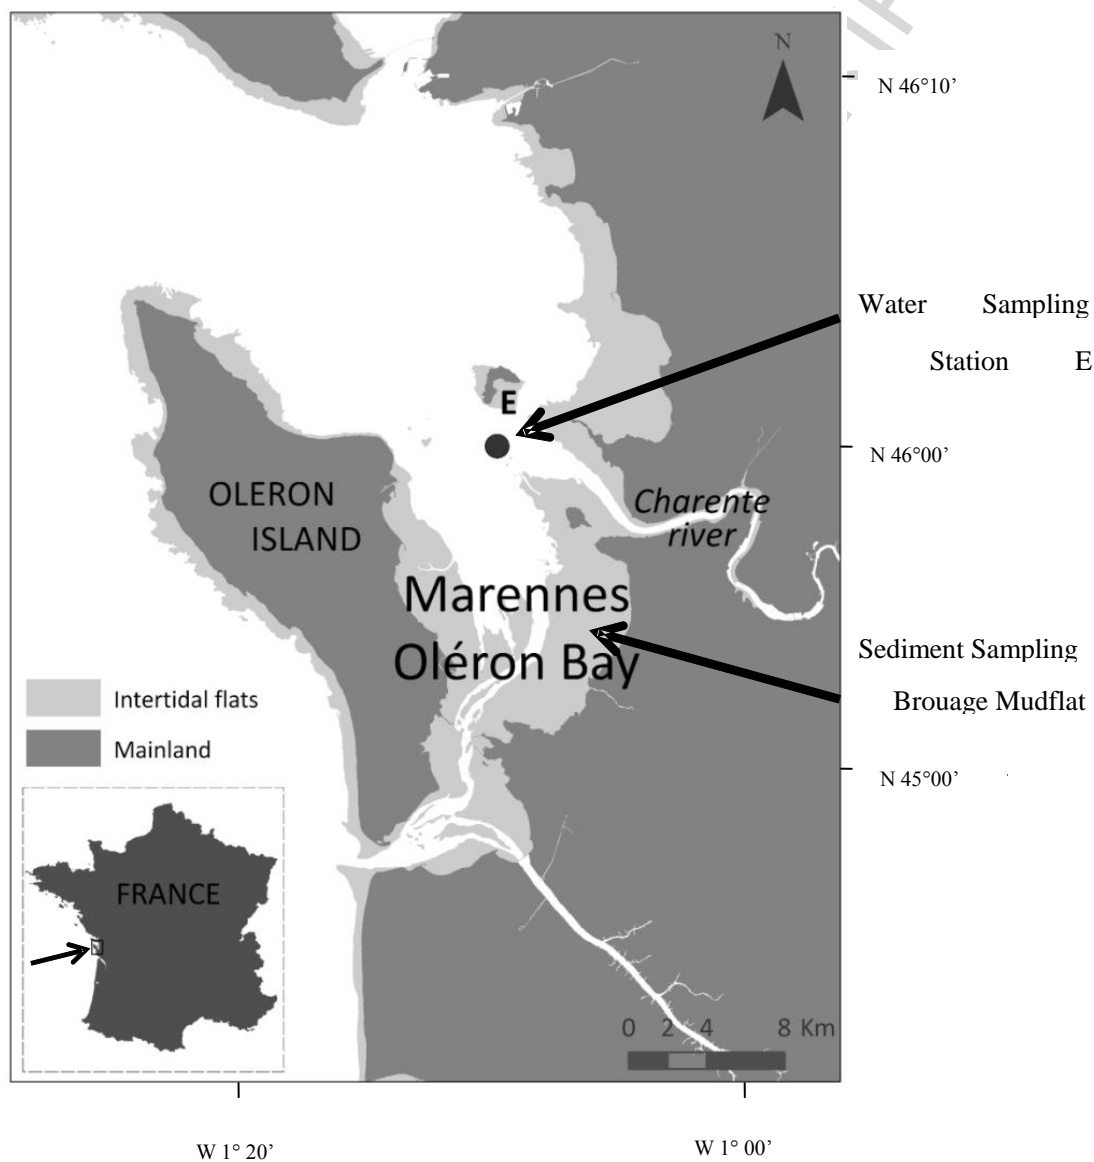 N
N 46°10’
Water Sampling
Station E
E
N 46°00’
OLERON
ISLAND
Charente
river
Marennes
Oléron Bay
Sediment Sampling
Brouage Mudflat
Intertidal flats
Mainland
N 45°00’
FRANCE
0 2 4 8 Km
W 1° 20’
W 1° 00’